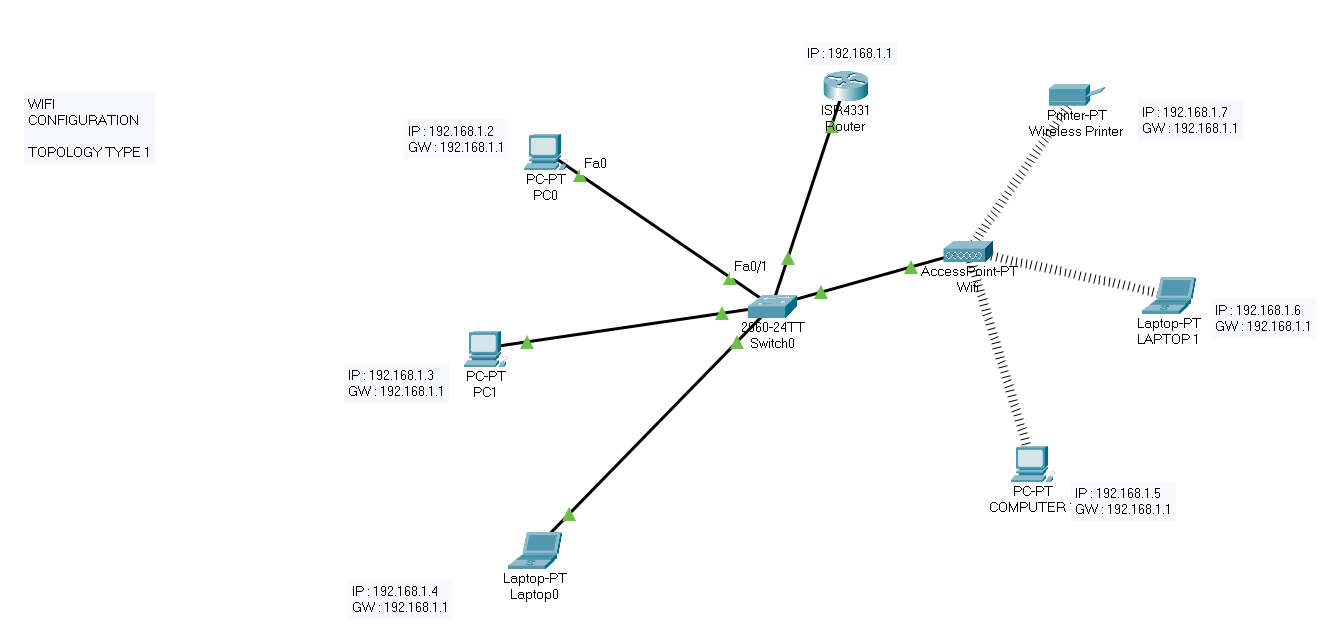 WIFI
CONFIGURATION
TOPOLOGY TYPE 1
IP : 192.168.1.1
ISR4331
Router
IP : 192.168.1.2
GW : 192.168.1.1
PC-PT
PC0
Fa0
Fa0/1
Printer-PT
Wireless Printer
IP : 192.168.1.7
GW : 192.168.1.1
AccessPoint-PT
Wifi
2960-24TT
Switch0
Laptop-PT
LAPTOP 1
IP : 192.168.1.6
GW : 192.168.1.1
IP : 192.168.1.3
GW : 192.168.1.1
PC-PT
PC1
PC-PT
COMPUTER
IP : 192.168.1.5
GW : 192.168.1.1
Laptop-PT
Laptop0
IP : 192.168.1.4
GW : 192.168.1.1